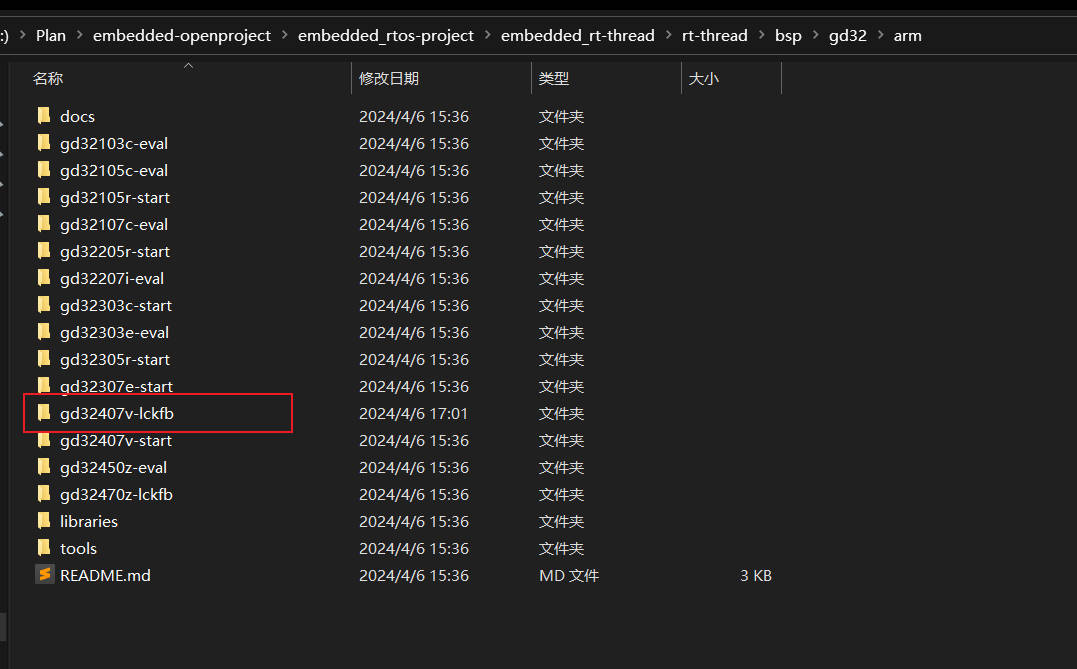 :) > Plan > embedded-openproject > embedded_rtos-project > embedded_rt-thread > rt-thread > bsp > gd32 > arm
名称 修改日期 类型 大小
docs 2024/4/6 15:36 文件夹
gd32103c-eval 2024/4/6 15:36 文件夹
gd32105c-eval 2024/4/6 15:36 文件夹
gd32105r-start 2024/4/6 15:36 文件夹
gd32107c-eval 2024/4/6 15:36 文件夹
gd32205r-start 2024/4/6 15:36 文件夹
gd32207i-eval 2024/4/6 15:36 文件夹
gd32303c-start 2024/4/6 15:36 文件夹
gd32303e-eval 2024/4/6 15:36 文件夹
gd32305r-start 2024/4/6 15:36 文件夹
gd32307e-start 2024/4/6 15:36 文件夹
gd32407v-lckfb 2024/4/6 17:01 文件夹
gd32407v-start 2024/4/6 15:36 文件夹
gd32450z-eval 2024/4/6 15:36 文件夹
gd32470z-lckfb 2024/4/6 15:36 文件夹
libraries 2024/4/6 15:36 文件夹
tools 2024/4/6 15:36 文件夹
README.md 2024/4/6 15:36 MD 文件 3 KB